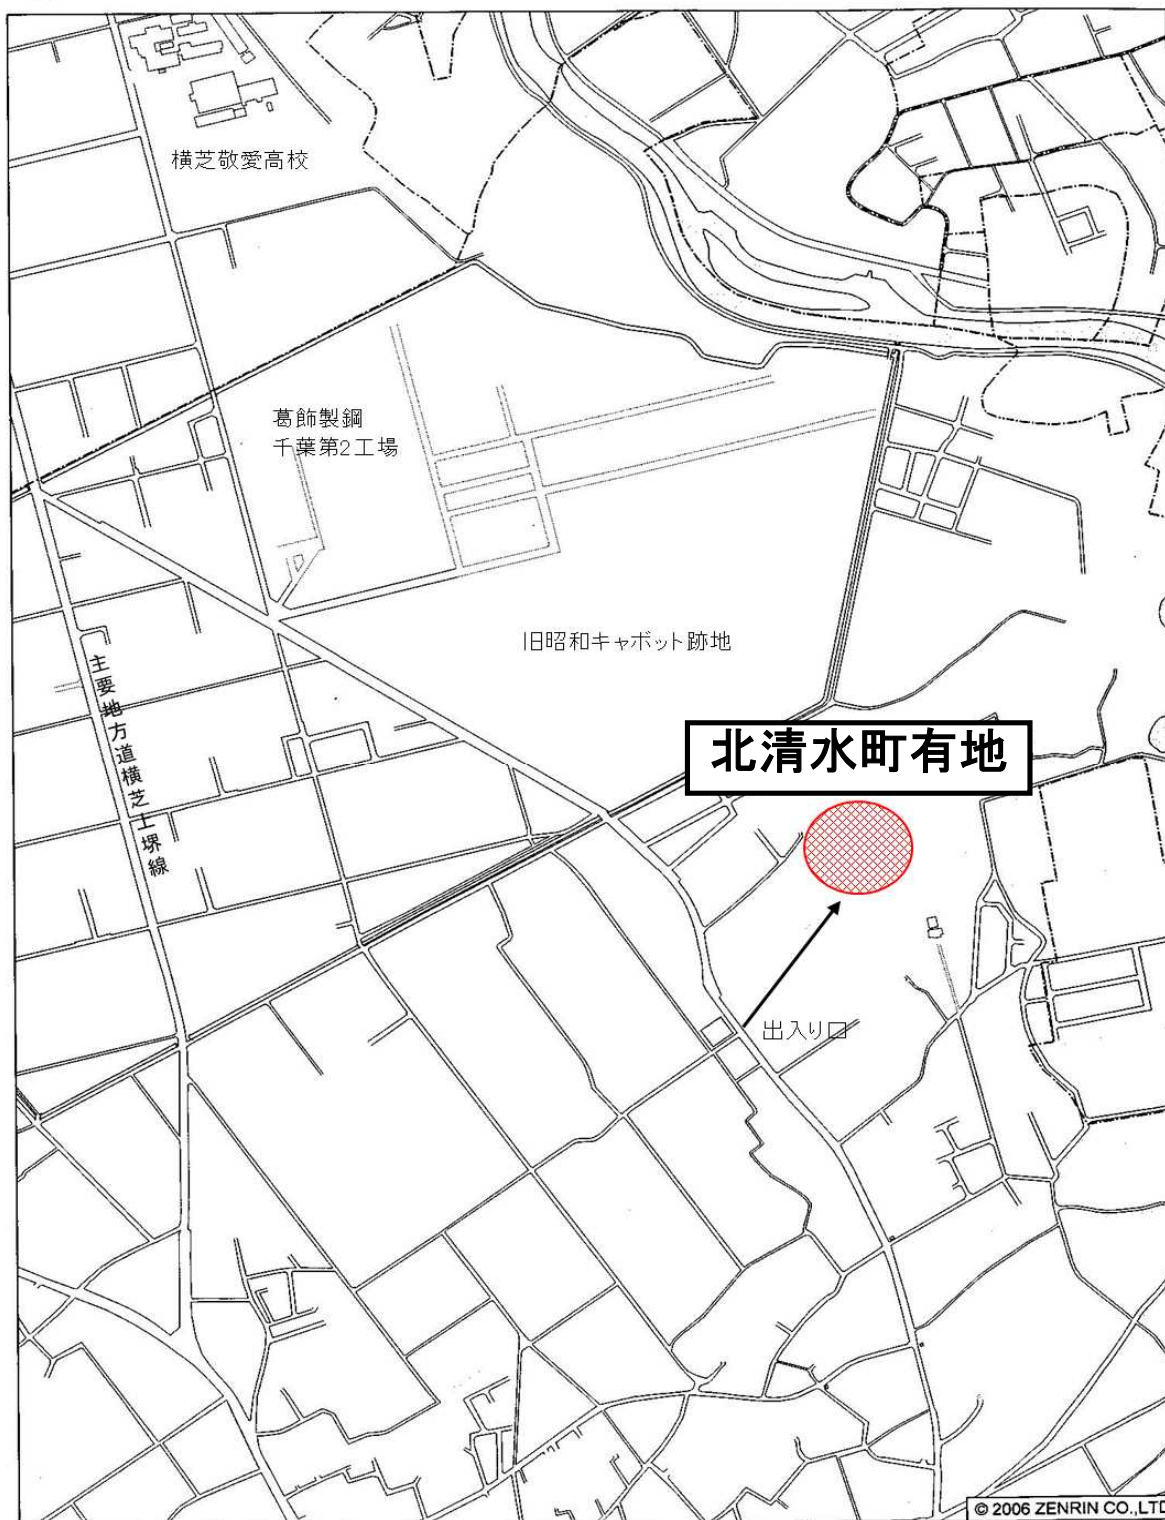 横芝敬愛高校
葛飾製鋼
千葉第2工場
旧昭和キャボット跡地
主要地方道横芝上堺線
北清水町有地
出入り口
© 2006 ZENRIN CO.,LTD